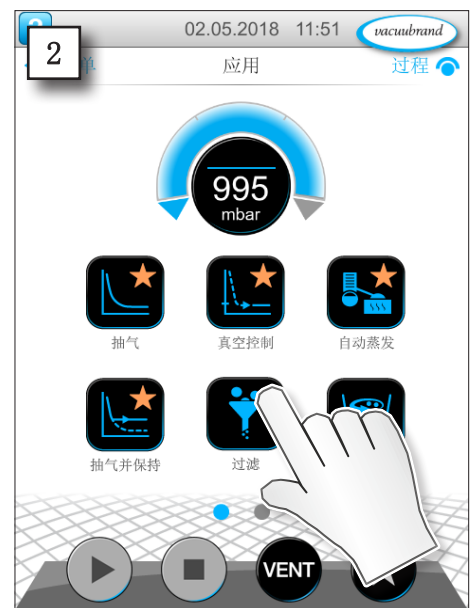 02.05.2018 11:51 vacuubrand
2
单 应用 过程
995
mbar
抽气 真空控制 自动蒸发
抽气并保持 过滤
VENT